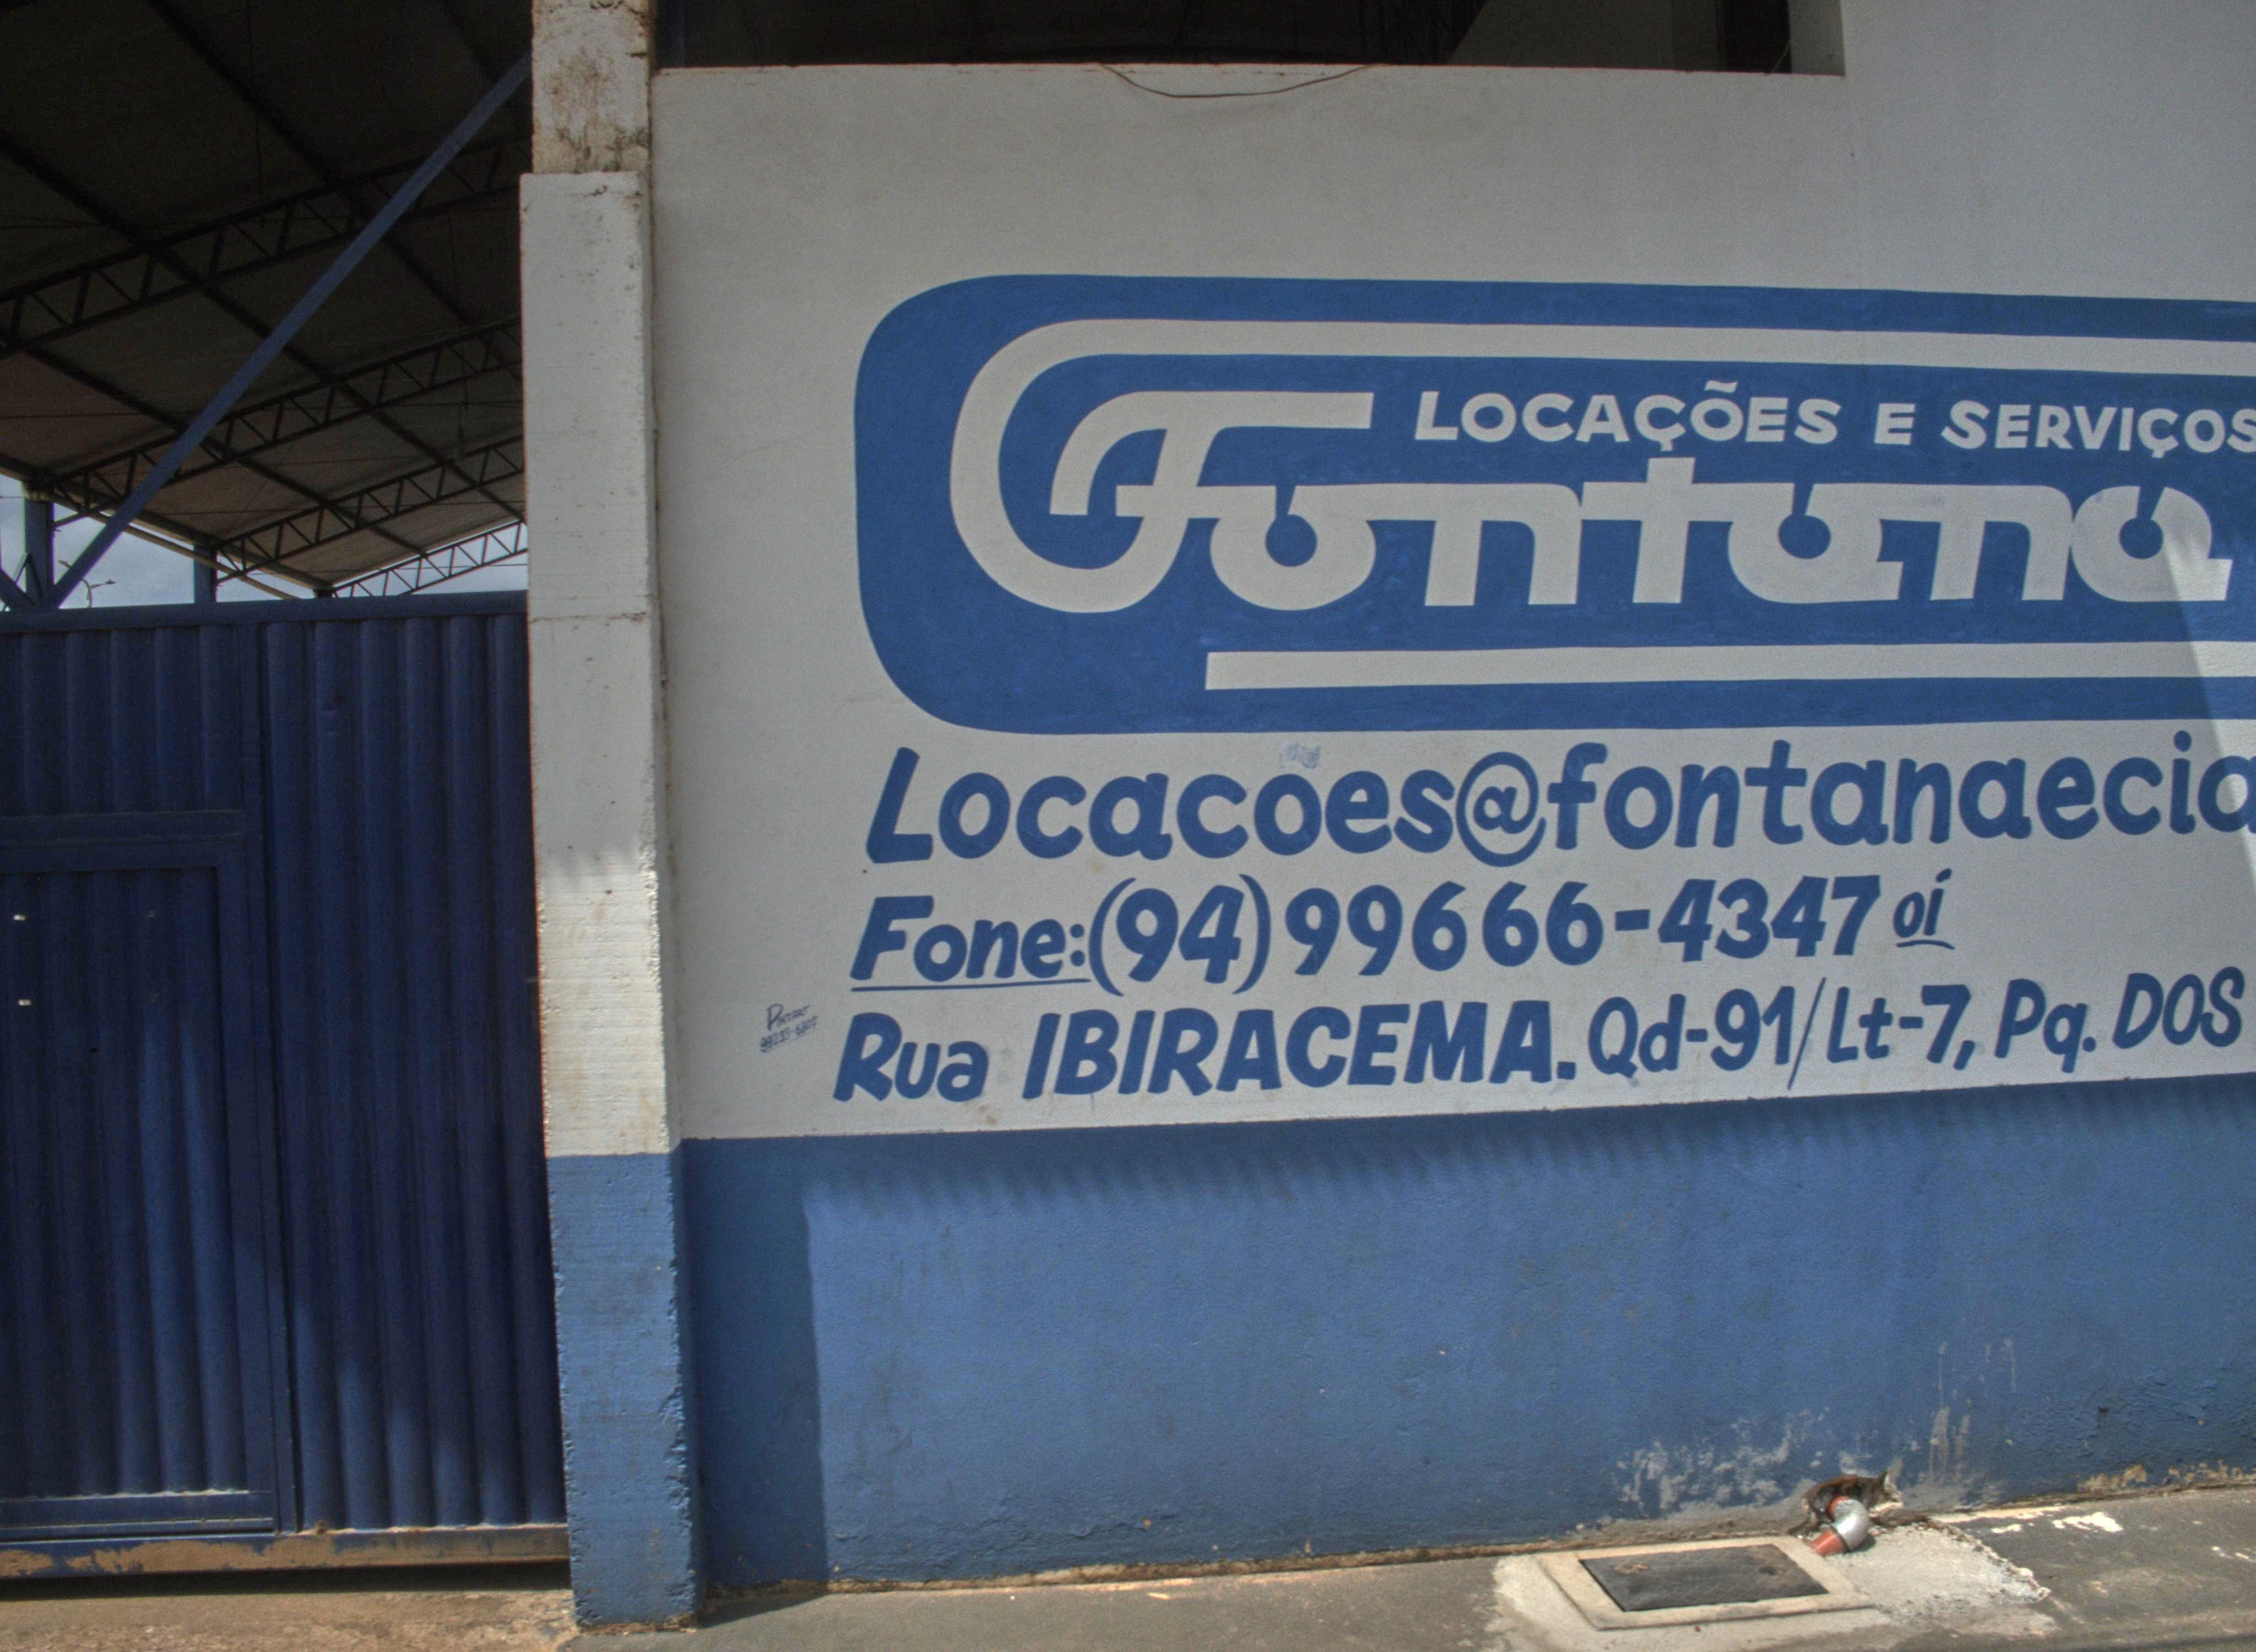 LOCAÇÕES E SERVIÇOS
Fontana
Locacoes@fontanaecia
Fone:(94)99666-4347 oi
Rua IBIRACEMA. Qd-91/Lt-7, Pq. DOS